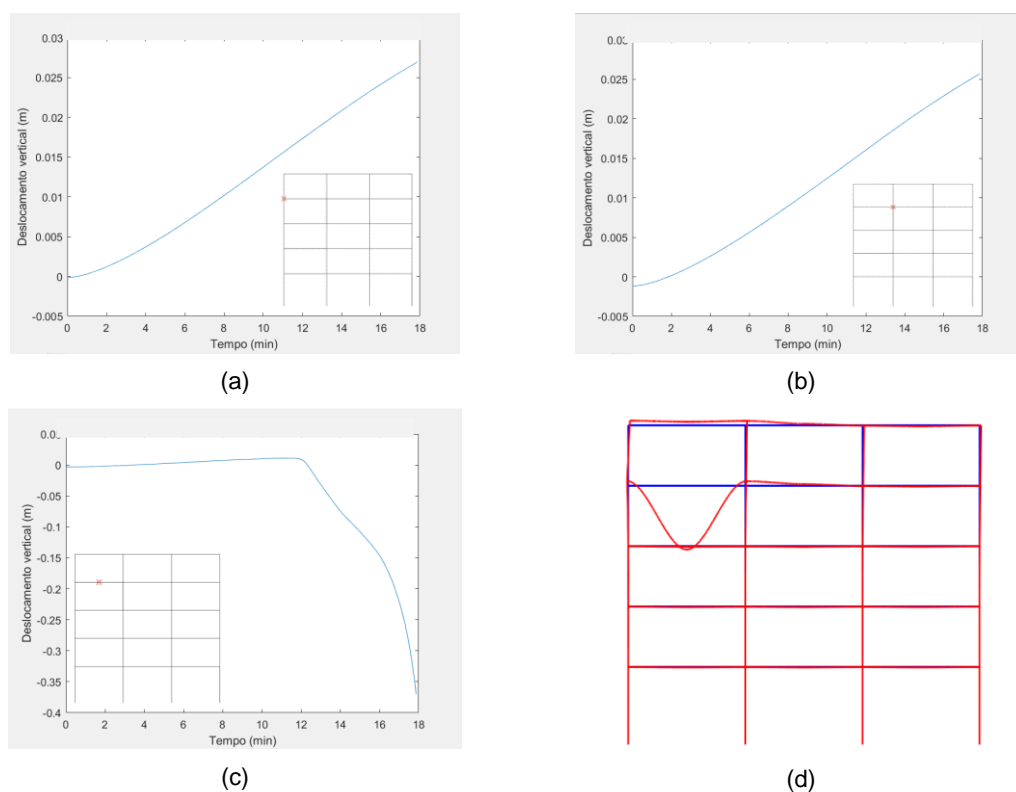 0.03
0.025
0.02
0.015
0.01
0.005
0
-0.005
Deslocamento vertical (m)
0 2 4 6 8 10 12 14 16 18
Tempo (min)
(a)
0.025
0.02
0.015
0.01
0.005
0
-0.005
Deslocamento vertical (m)
0 2 4 6 8 10 12 14 16 18
Tempo (min)
(b)
0
-0.05
-0.1
-0.15
-0.2
-0.25
-0.3
-0.35
-0.4
Deslocamento vertical (m)
0 2 4 6 8 10 12 14 16 18
Tempo (min)
(c)
(d)